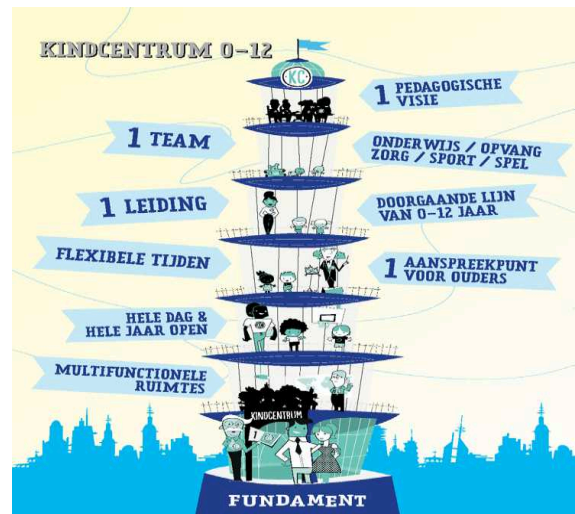 KINDCENTRUM 0-12
KC
1 PEDAGOGISCHE
VISIE
1 TEAM
ONDERWIJS / OPVANG
ZORG / SPORT / SPEL
1 LEIDING
DOORGAANDE LIJN
VAN 0-12 JAAR
FLEXIBELE TIJDEN
1 AANSPREEKPUNT
VOOR OUDERS
HELE DAG &
HELE JAAR OPEN
MULTIFUNCTIONELE
RUIMTES
KINDCENTRUM
FUNDAMENT